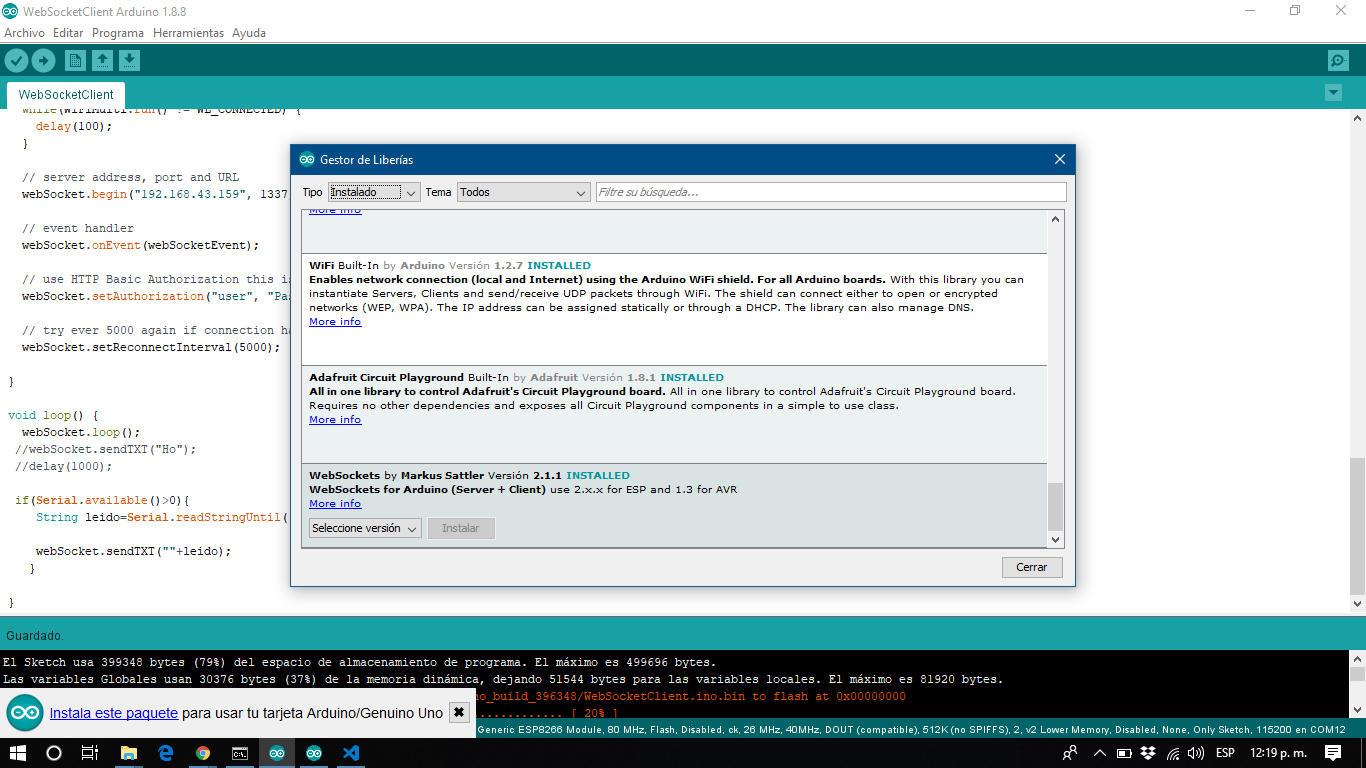 WebSocketClient Arduino 1.8.8
Archivo Editar Programa Herramientas Ayuda
WebSocketClient
while(WiFiMulti.run() != WL_CONNECTED) {
delay(100);
}
// server address, port and URL
webSocket.begin("192.168.43.159", 1337
// event handler
webSocket.onEvent(webSocketEvent);
// use HTTP Basic Authorization this is
webSocket.setAuthorization("user", "Pa
// try ever 5000 again if connection ha
webSocket.setReconnectInterval(5000);
}
void loop() {
webSocket.loop();
//webSocket.sendTXT("Ho");
//delay(1000);
if(Serial.available()>0){
String leido=Serial.readStringUntil(
webSocket.sendTXT(""+leido);
}
}
Gestor de Liberías
Tipo Instalado Tema Todos Filtre su búsqueda...
More info
WiFi Built-In by Arduino Versión 1.2.7 INSTALLED
Enables network connection (local and Internet) using the Arduino WiFi shield. For all Arduino boards. With this library you can
instantiate Servers, Clients and send/receive UDP packets through WiFi. The shield can connect either to open or encrypted
networks (WEP, WPA). The IP address can be assigned statically or through a DHCP. The library can also manage DNS.
More info
Adafruit Circuit Playground Built-In by Adafruit Versión 1.8.1 INSTALLED
All in one library to control Adafruit's Circuit Playground board. All in one library to control Adafruit's Circuit Playground board.
Requires no other dependencies and exposes all Circuit Playground components in a simple to use class.
More info
WebSockets by Markus Sattler Versión 2.1.1 INSTALLED
WebSockets for Arduino (Server + Client) use 2.x.x for ESP and 1.3 for AVR
More info
Seleccione versión Instalar
Cerrar
Guardado.
El Sketch usa 399348 bytes (79%) del espacio de almacenamiento de programa. El máximo es 499696 bytes.
Las variables Globales usan 30376 bytes (37%) de la memoria dinámica, dejando 51544 bytes para las variables locales. El máximo es 81920 bytes.
no_build_396348/WebSocketClient.ino.bin to flash at 0x00000000
............. [ 20% ]
Instala este paquete para usar tu tarjeta Arduino/Genuino Uno
Generic ESP8266 Module, 80 MHz, Flash, Disabled, ck, 26 MHz, 40MHz, DOUT (compatible), 512K (no SPIFFS), 2, v2 Lower Memory, Disabled, None, Only Sketch, 115200 en COM12
ESP 12:19 p. m.